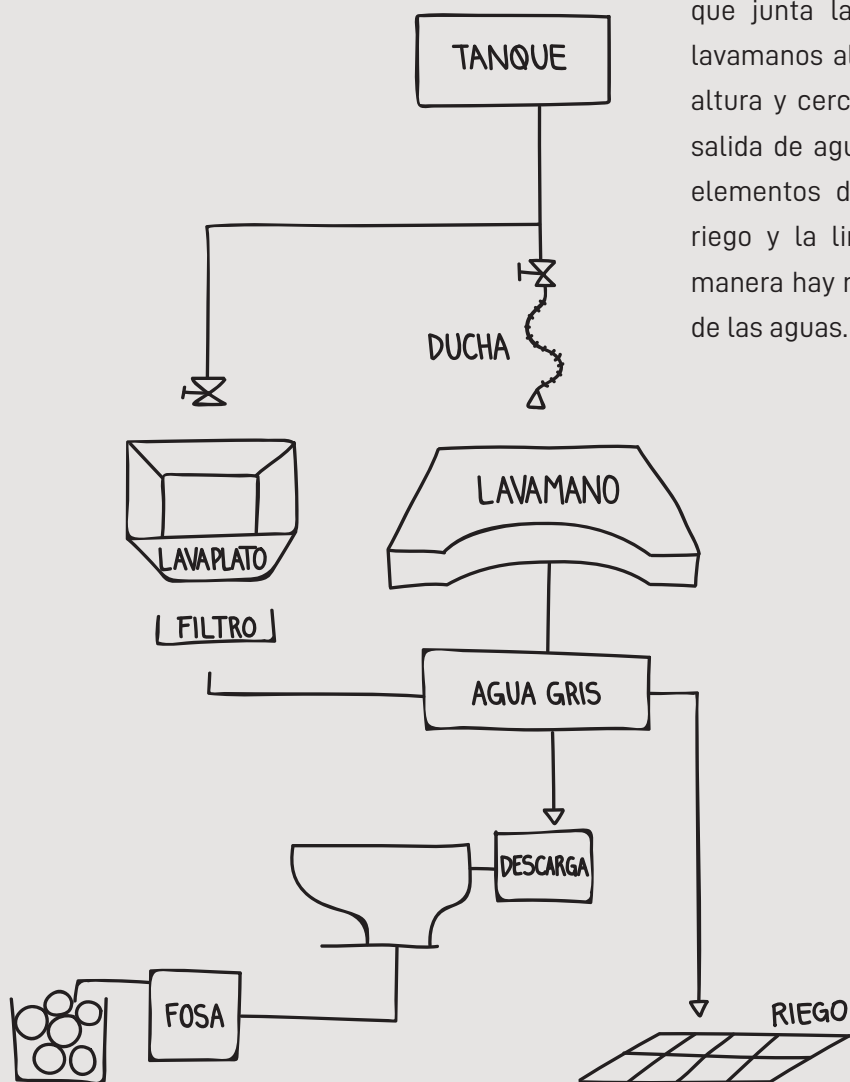 que junta la
lavamanos al
altura y cerc
salida de agu
elementos d
riego y la lin
manera hay n
de las aguas.
TANQUE
DUCHA
LAVAMANO
LAVAPLATO
FILTRO
AGUA GRIS
DESCARGA
FOSA
RIEGO